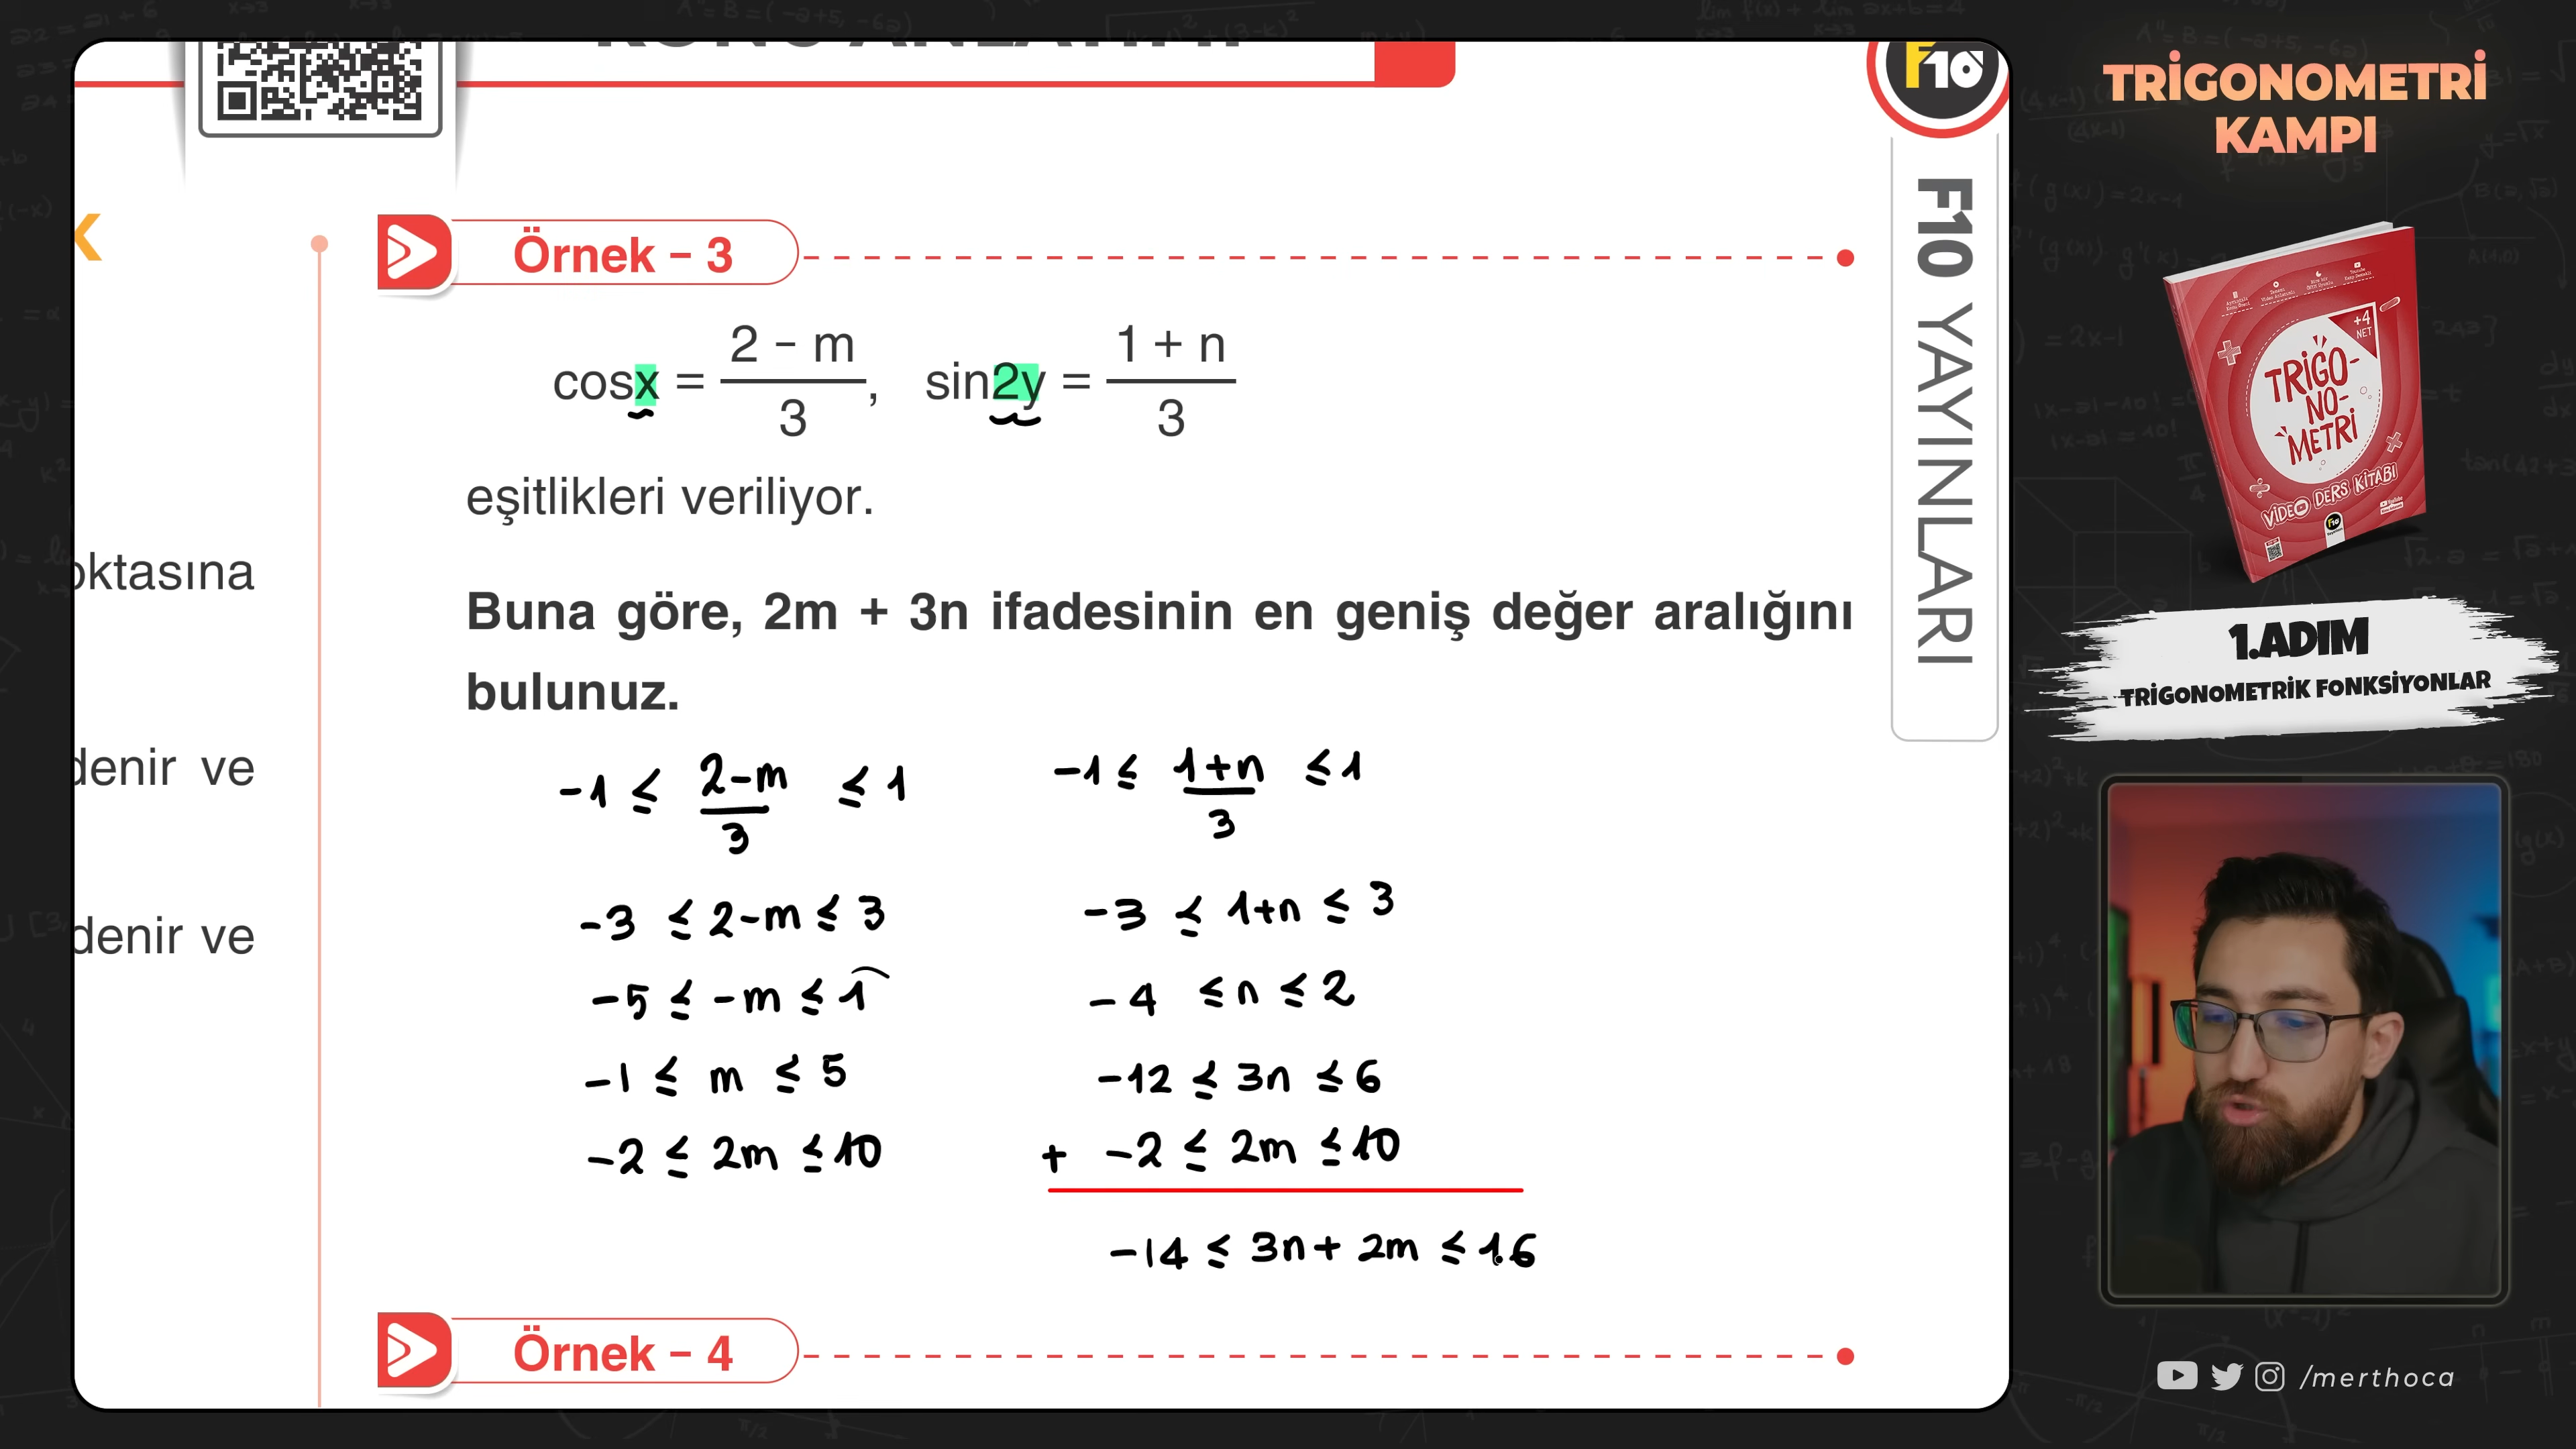 F10
TRİGONOMETRİ
KAMPI
Örnek – 3
cosx = 2 – m / 3 , sin2y = 1 + n / 3
eşitlikleri veriliyor.
Buna göre, 2m + 3n ifadesinin en geniş değer aralığını
bulunuz.
-1 ≤ 2-m / 3 ≤ 1
-3 ≤ 2-m ≤ 3
-5 ≤ -m ≤ 1
-1 ≤ m ≤ 5
-2 ≤ 2m ≤ 10
-1 ≤ 1+n / 3 ≤ 1
-3 ≤ 1+n ≤ 3
-4 ≤ n ≤ 2
-12 ≤ 3n ≤ 6
+ -2 ≤ 2m ≤ 10
-14 ≤ 3n + 2m ≤ 16
Örnek – 4
oktasına
denir ve
denir ve
F10 YAYINLARI
+4
NET
TRİGO-
NO-
METRİ
VİDEO DERS KİTABI
1.ADIM
TRİGONOMETRİK FONKSİYONLAR
/merthoca